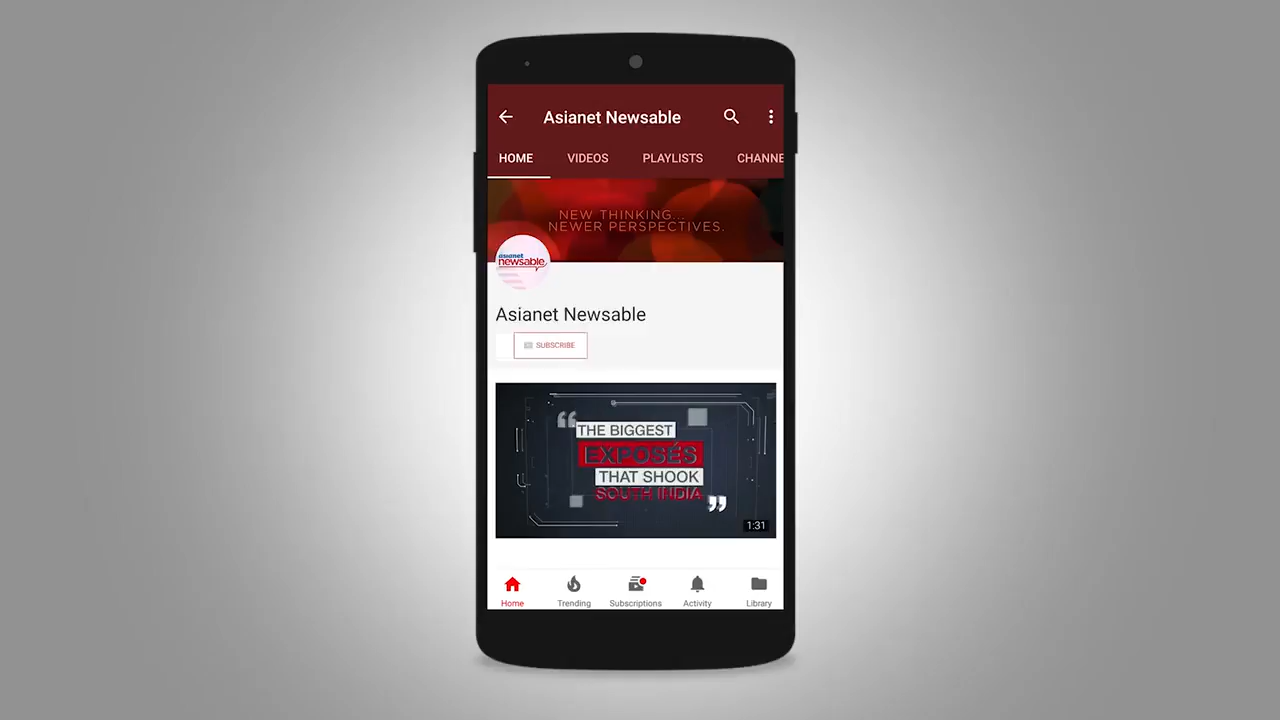 Asianet Newsable
HOME VIDEOS PLAYLISTS CHANNE
NEW THINKING...
NEWER PERSPECTIVES.
asianet
newsable
Asianet Newsable
SUBSCRIBE
“
THE BIGGEST
EXPOSÉS
THAT SHOOK
SOUTH INDIA
”
1:31
Home Trending Subscriptions Activity Library